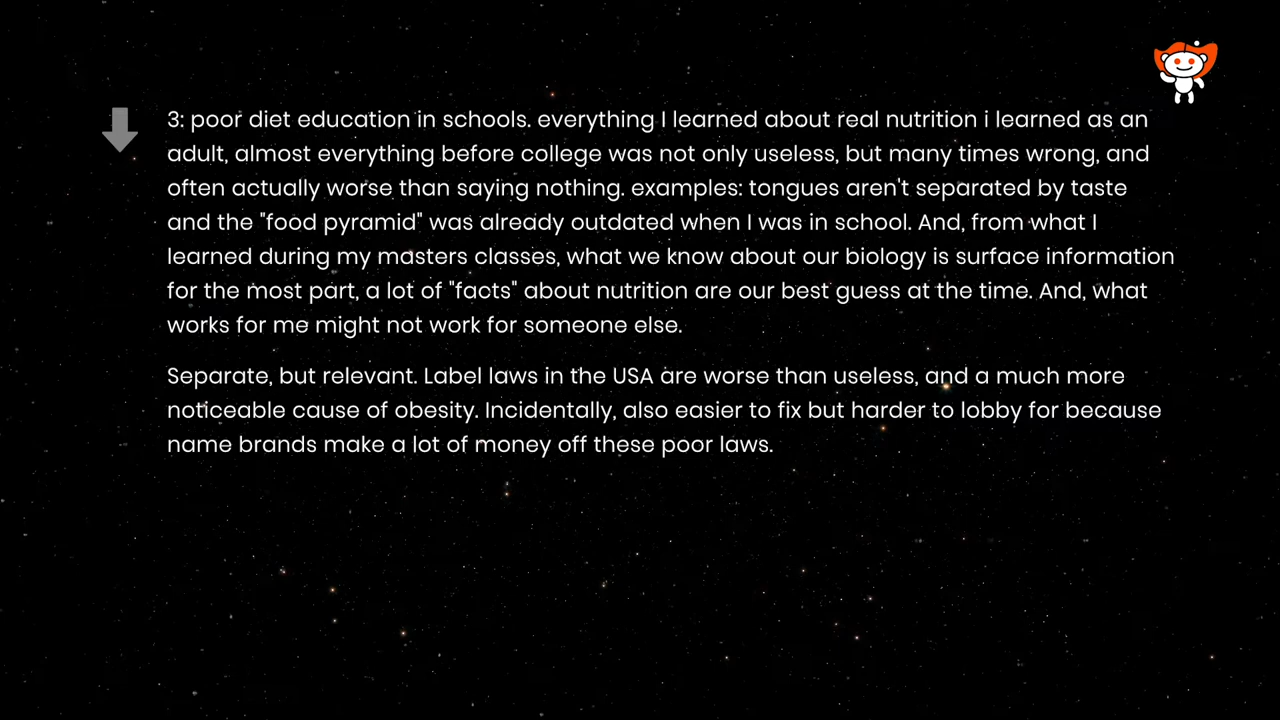 3: poor diet education in schools. everything I learned about real nutrition i learned as an
adult, almost everything before college was not only useless, but many times wrong, and
often actually worse than saying nothing. examples: tongues aren't separated by taste
and the "food pyramid" was already outdated when I was in school. And, from what I
learned during my masters classes, what we know about our biology is surface information
for the most part, a lot of "facts" about nutrition are our best guess at the time. And, what
works for me might not work for someone else.
Separate, but relevant. Label laws in the USA are worse than useless, and a much more
noticeable cause of obesity. Incidentally, also easier to fix but harder to lobby for because
name brands make a lot of money off these poor laws.